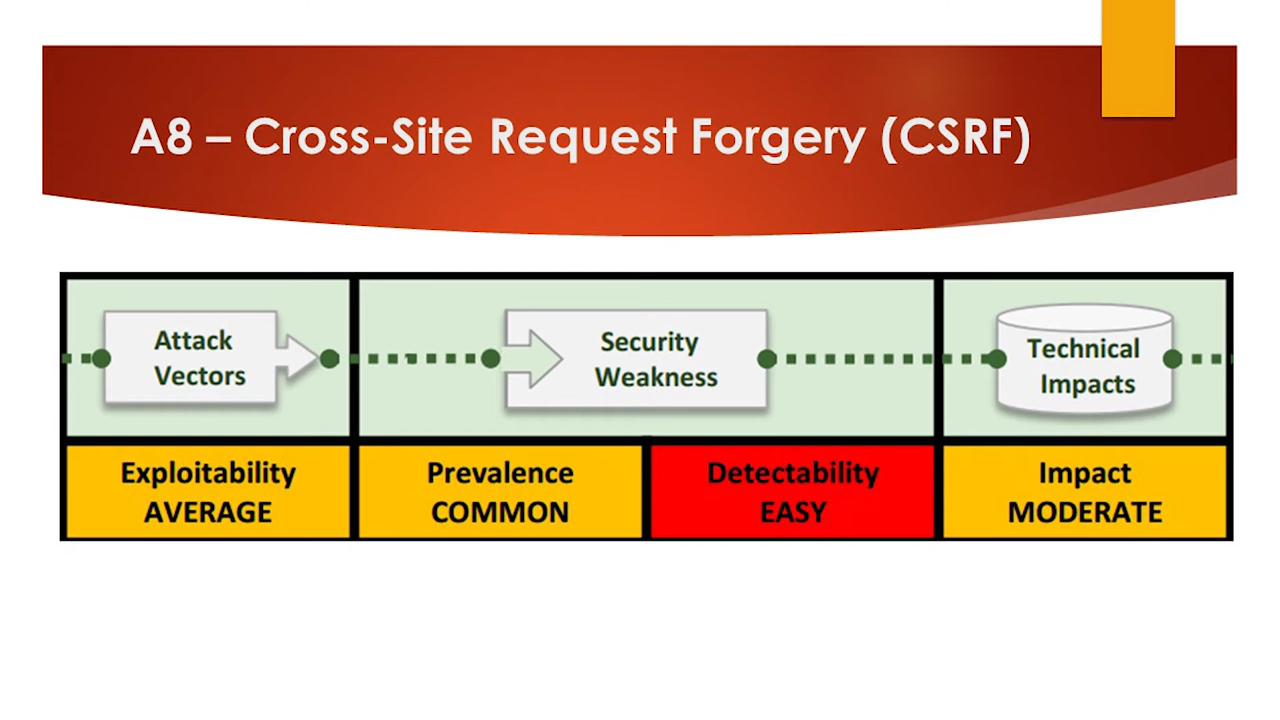 A8 – Cross-Site Request Forgery (CSRF)
Attack
Vectors
Security
Weakness
Technical
Impacts
Exploitability
AVERAGE
Prevalence
COMMON
Detectability
EASY
Impact
MODERATE